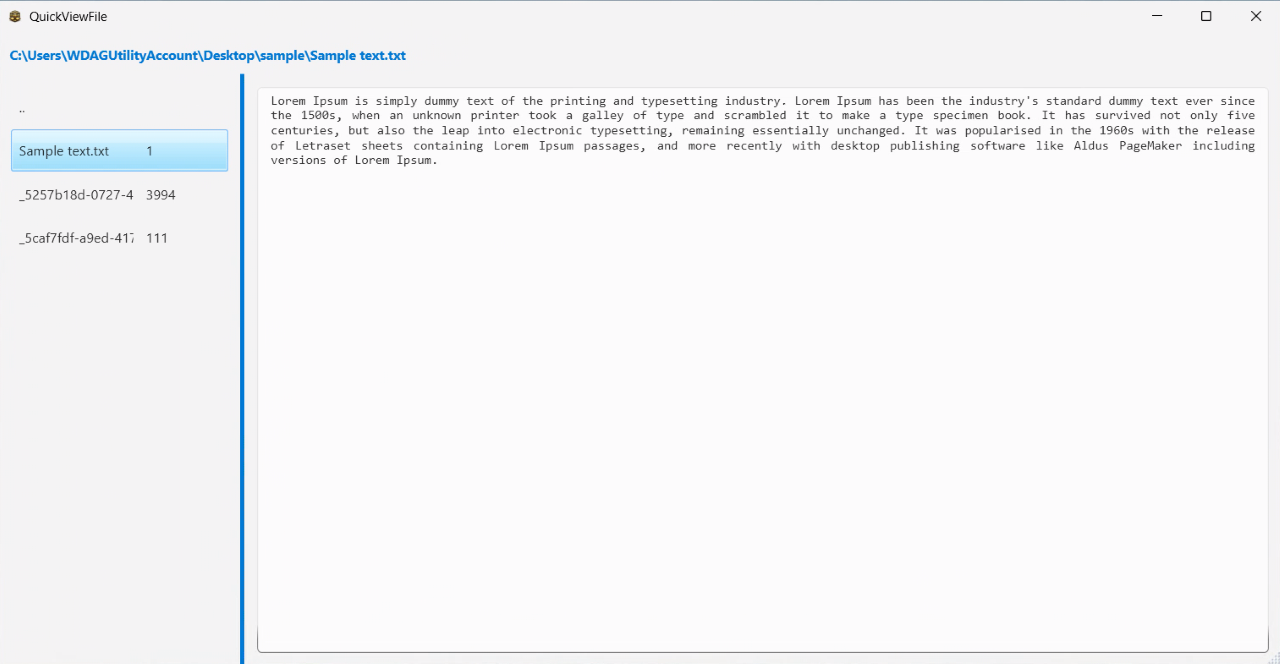 QuickViewFile
C:\Users\WDAGUtilityAccount\Desktop\sample\Sample text.txt
..
Sample text.txt 1
_5257b18d-0727-4 3994
_5caf7fdf-a9ed-417 111
Lorem Ipsum is simply dummy text of the printing and typesetting industry. Lorem Ipsum has been the industry's standard dummy text ever since
the 1500s, when an unknown printer took a galley of type and scrambled it to make a type specimen book. It has survived not only five
centuries, but also the leap into electronic typesetting, remaining essentially unchanged. It was popularised in the 1960s with the release
of Letraset sheets containing Lorem Ipsum passages, and more recently with desktop publishing software like Aldus PageMaker including
versions of Lorem Ipsum.